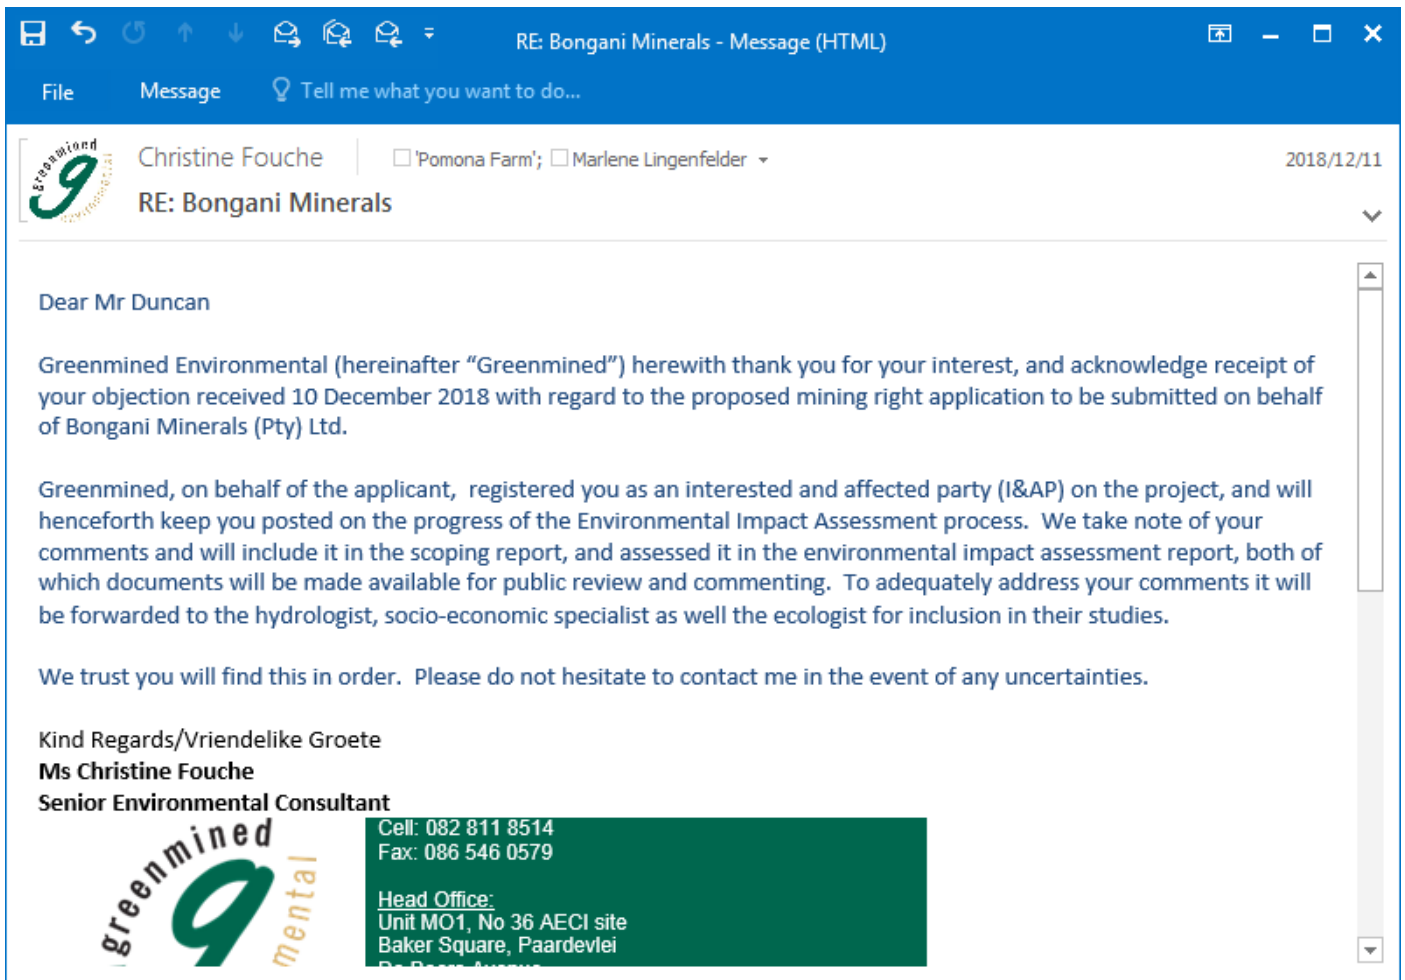 RE: Bongani Minerals - Message (HTML)
File Message Tell me what you want to do...
greenmined
Christine Fouche 'Pomona Farm'; Marlene Lingenfelder 2018/12/11
RE: Bongani Minerals
Dear Mr Duncan
Greenmined Environmental (hereinafter “Greenmined”) herewith thank you for your interest, and acknowledge receipt of
your objection received 10 December 2018 with regard to the proposed mining right application to be submitted on behalf
of Bongani Minerals (Pty) Ltd.
Greenmined, on behalf of the applicant,  registered you as an interested and affected party (I&AP) on the project, and will
henceforth keep you posted on the progress of the Environmental Impact Assessment process.  We take note of your
comments and will include it in the scoping report, and assessed it in the environmental impact assessment report, both of
which documents will be made available for public review and commenting.  To adequately address your comments it will
be forwarded to the hydrologist, socio-economic specialist as well the ecologist for inclusion in their studies.
We trust you will find this in order.  Please do not hesitate to contact me in the event of any uncertainties.
Kind Regards/Vriendelike Groete
Ms Christine Fouche
Senior Environmental Consultant
greenmined
mental
Cell: 082 811 8514
Fax: 086 546 0579
Head Office:
Unit MO1, No 36 AECI site
Baker Square, Paardevlei